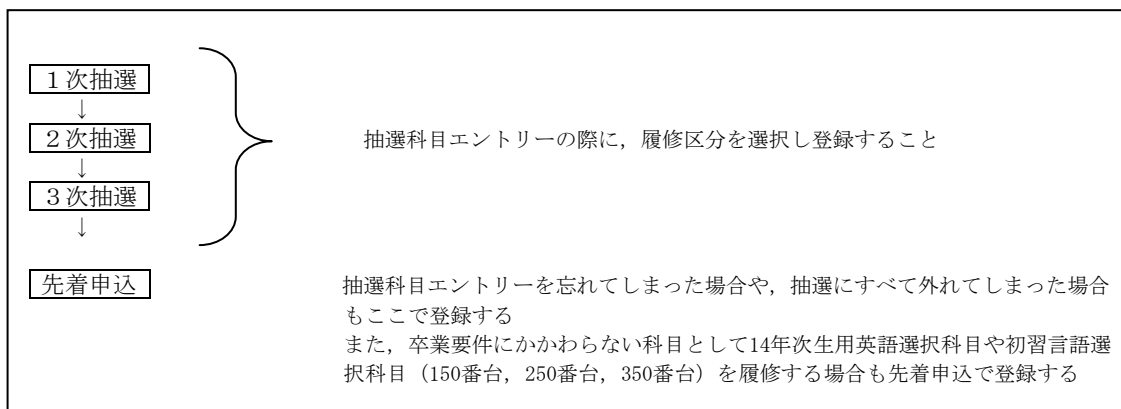 １次抽選
↓
２次抽選
↓
３次抽選
↓
抽選科目エントリーの際に，履修区分を選択し登録すること
先着申込
抽選科目エントリーを忘れてしまった場合や，抽選にすべて外れてしまった場合
もここで登録する
また，卒業要件にかかわらない科目として14年次生用英語選択科目や初習言語選
択科目（150番台，250番台，350番台）を履修する場合も先着申込で登録する